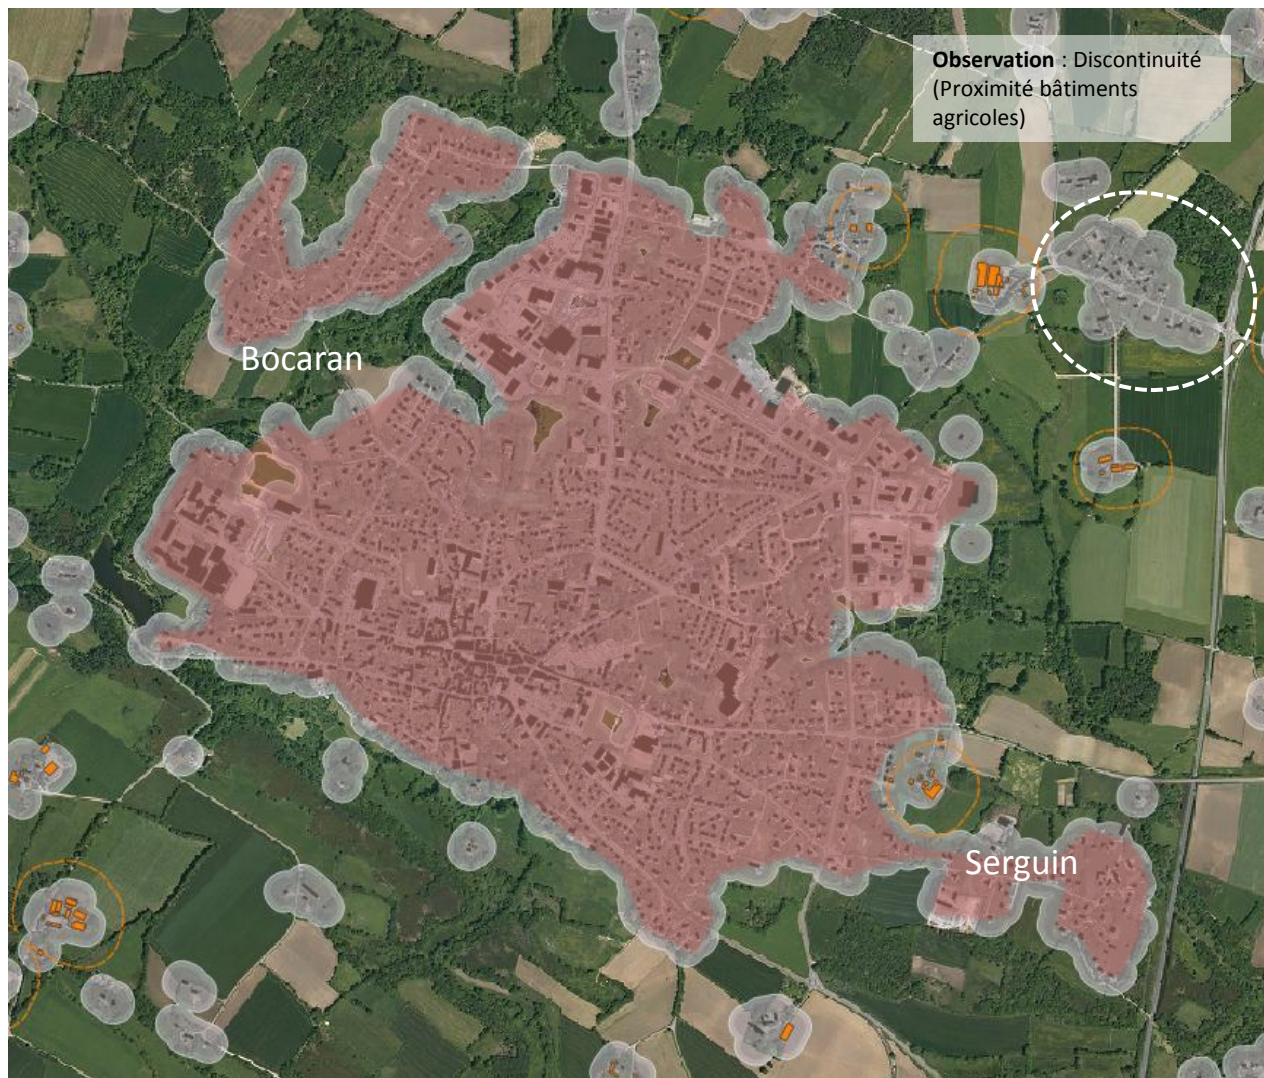 Observation : Discontinuité
(Proximité bâtiments
agricoles)
Bocaran
Serguin